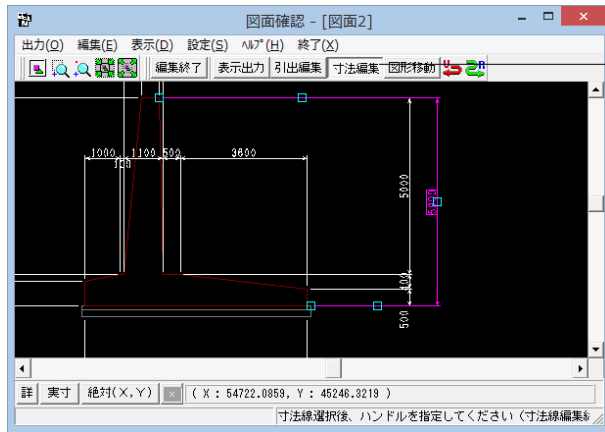 図面確認 - [図面2]
出力(O) 編集(E) 表示(D) 設定(S) ﾍﾙﾌﾟ(H) 終了(X)
編集終了 表示出力 引出編集 寸法編集 図形移動
1000 1100 500 3600
100
5000
400
500
詳 実寸 絶対(X,Y) × ( X : 54722.0859, Y : 45246.3219 )
寸法線選択後、ハンドルを指定してください（寸法線編集を